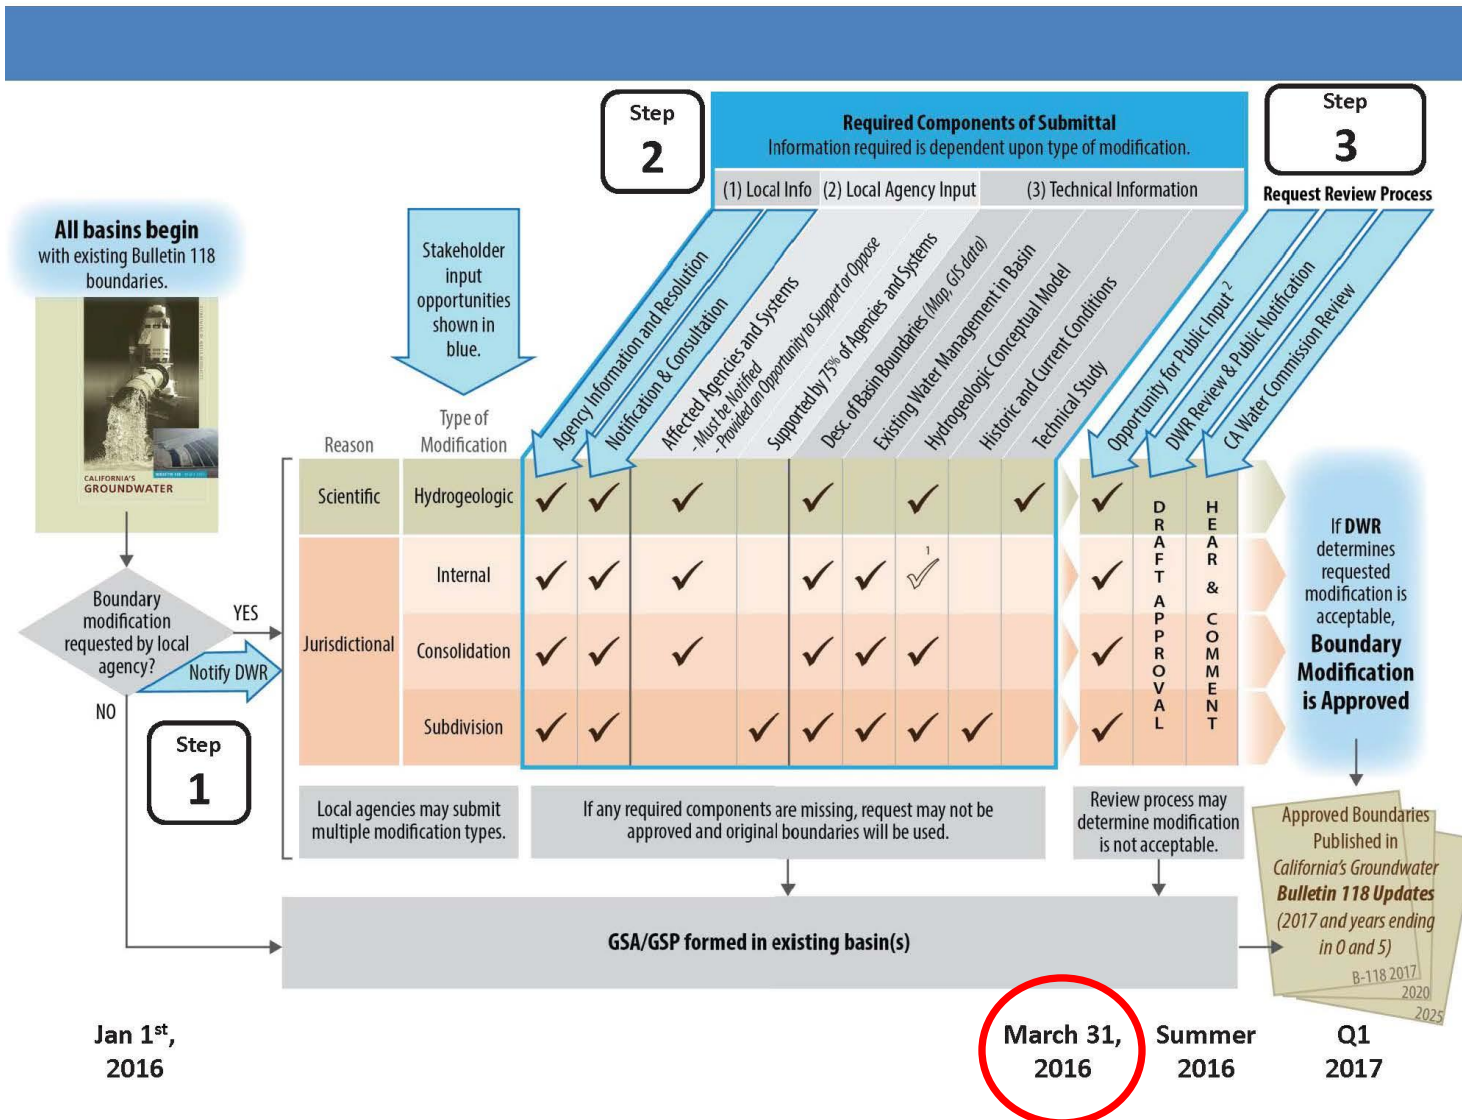 Step
2
Required Components of Submittal
Information required is dependent upon type of modification.
(1) Local Info
(2) Local Agency Input
(3) Technical Information
Step
3
Request Review Process
All basins begin
with existing Bulletin 118
boundaries.
CALIFORNIA'S
GROUNDWATER
Stakeholder
input
opportunities
shown in
blue.
Agency Information and Resolution
Notification & Consultation
Affected Agencies and Systems
- Must be Notified
- Provided an Opportunity to Support or Oppose
Supported by 75% of Agencies and Systems
Desc. of Basin Boundaries (Map, GIS data)
Existing Water Management in Basin
Hydrogeologic Conceptual Model
Historic and Current Conditions
Technical Study
Opportunity for Public Input 2
DWR Review & Public Notification
CA Water Commission Review
Reason
Type of
Modification
Scientific
Hydrogeologic
Jurisdictional
Internal
1
Consolidation
Subdivision
DRAFT APPROVAL
HEAR & COMMENT
If DWR
determines
requested
modification is
acceptable,
Boundary
Modification
is Approved
Boundary
modification
requested by local
agency?
YES
Notify DWR
NO
Step
1
Local agencies may submit
multiple modification types.
If any required components are missing, request may not be
approved and original boundaries will be used.
Review process may
determine modification
is not acceptable.
Approved Boundaries
Published in
California's Groundwater
Bulletin 118 Updates
(2017 and years ending
in 0 and 5)
B-118 2017
2020
2025
GSA/GSP formed in existing basin(s)
Jan 1st,
2016
March 31,
2016
Summer
2016
Q1
2017